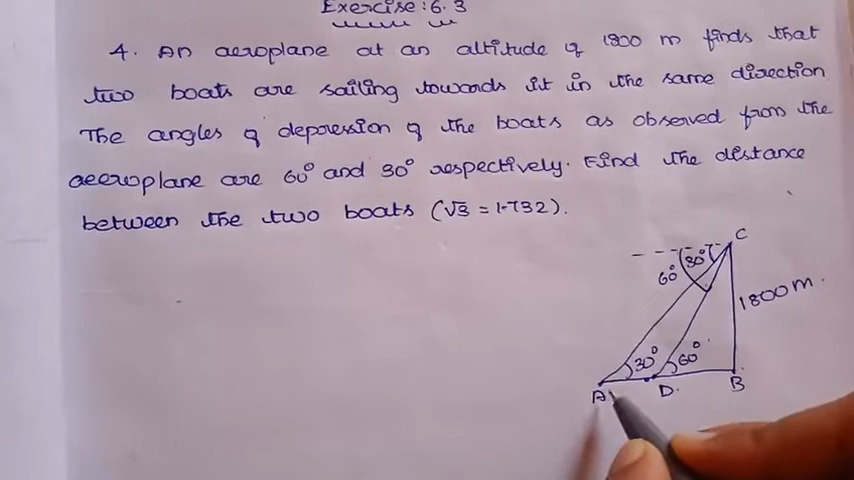 Exercise: 6.3
4. An aeroplane at an altitude of 1800 m finds that
two boats are sailing towards it in the same direction
The angles of depression of the boats as observed from the
aeeroplane are 60° and 30° respectively. Find the distance
between the two boats (√3 = 1.732).
C
60° 30°
1800m.
30° 60°
A D. B